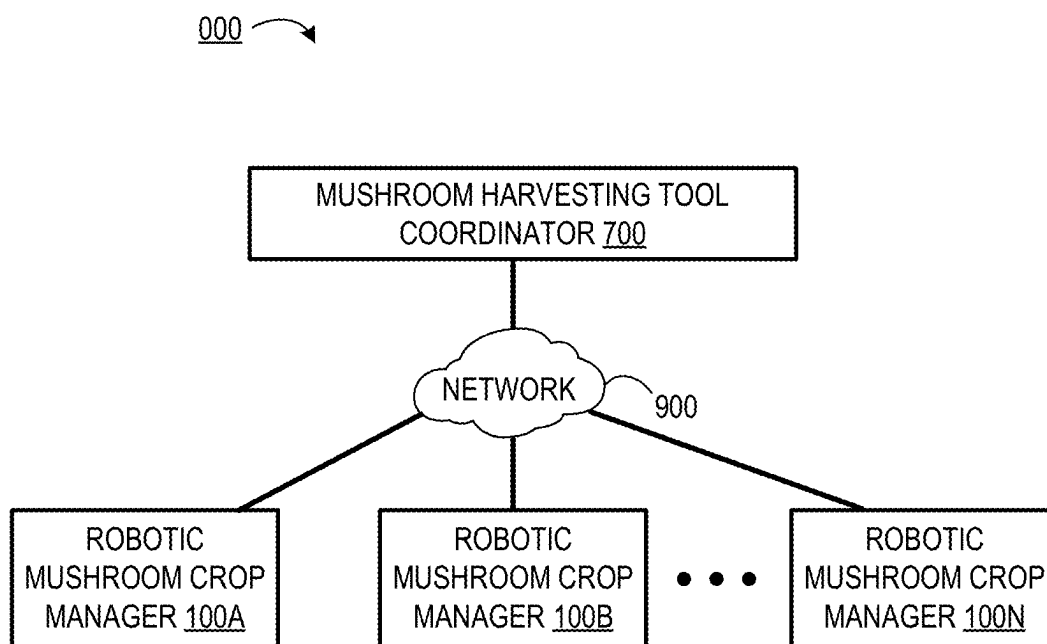 000
MUSHROOM HARVESTING TOOL
COORDINATOR 700
NETWORK
900
ROBOTIC
MUSHROOM CROP
MANAGER 100A
ROBOTIC
MUSHROOM CROP
MANAGER 100B
ROBOTIC
MUSHROOM CROP
MANAGER 100N